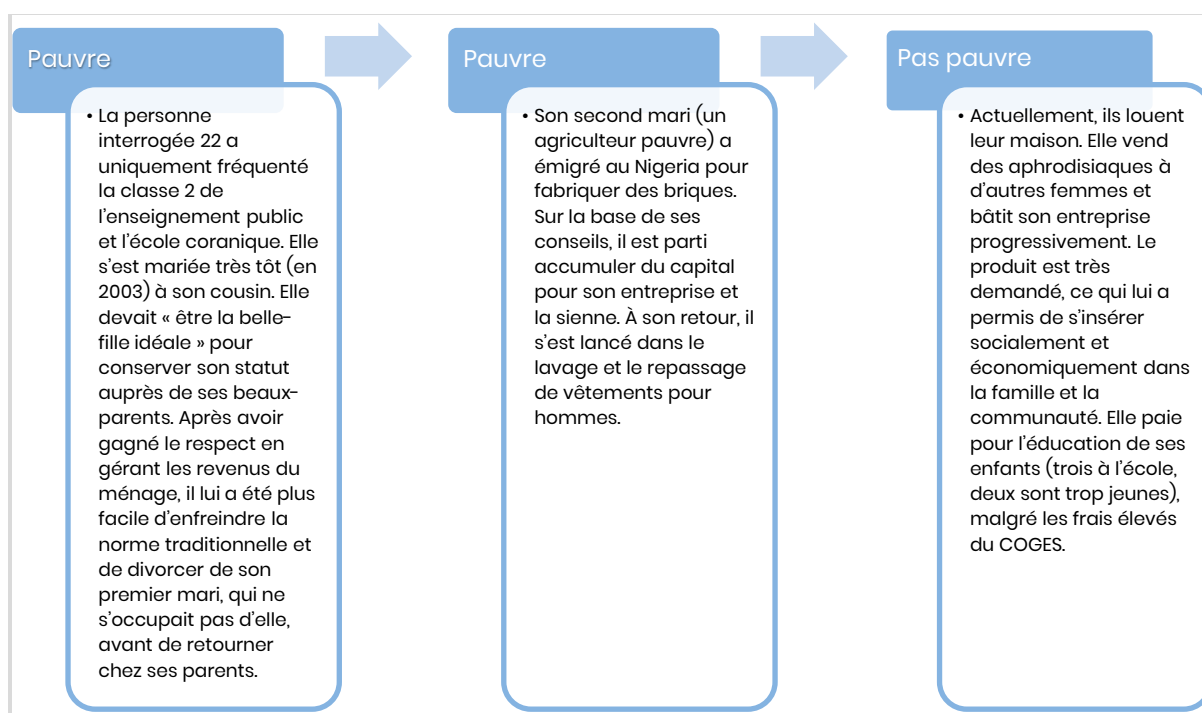 Pauvre
• La personne
interrogée 22 a
uniquement fréquenté
la classe 2 de
l’enseignement public
et l’école coranique. Elle
s’est mariée très tôt (en
2003) à son cousin. Elle
devait « être la belle-
fille idéale » pour
conserver son statut
auprès de ses beaux-
parents. Après avoir
gagné le respect en
gérant les revenus du
ménage, il lui a été plus
facile d’enfreindre la
norme traditionnelle et
de divorcer de son
premier mari, qui ne
s’occupait pas d’elle,
avant de retourner
chez ses parents.
Pauvre
• Son second mari (un
agriculteur pauvre) a
émigré au Nigeria pour
fabriquer des briques.
Sur la base de ses
conseils, il est parti
accumuler du capital
pour son entreprise et
la sienne. À son retour, il
s’est lancé dans le
lavage et le repassage
de vêtements pour
hommes.
Pas pauvre
• Actuellement, ils louent
leur maison. Elle vend
des aphrodisiaques à
d’autres femmes et
bâtit son entreprise
progressivement. Le
produit est très
demandé, ce qui lui a
permis de s’insérer
socialement et
économiquement dans
la famille et la
communauté. Elle paie
pour l’éducation de ses
enfants (trois à l’école,
deux sont trop jeunes),
malgré les frais élevés
du COGES.